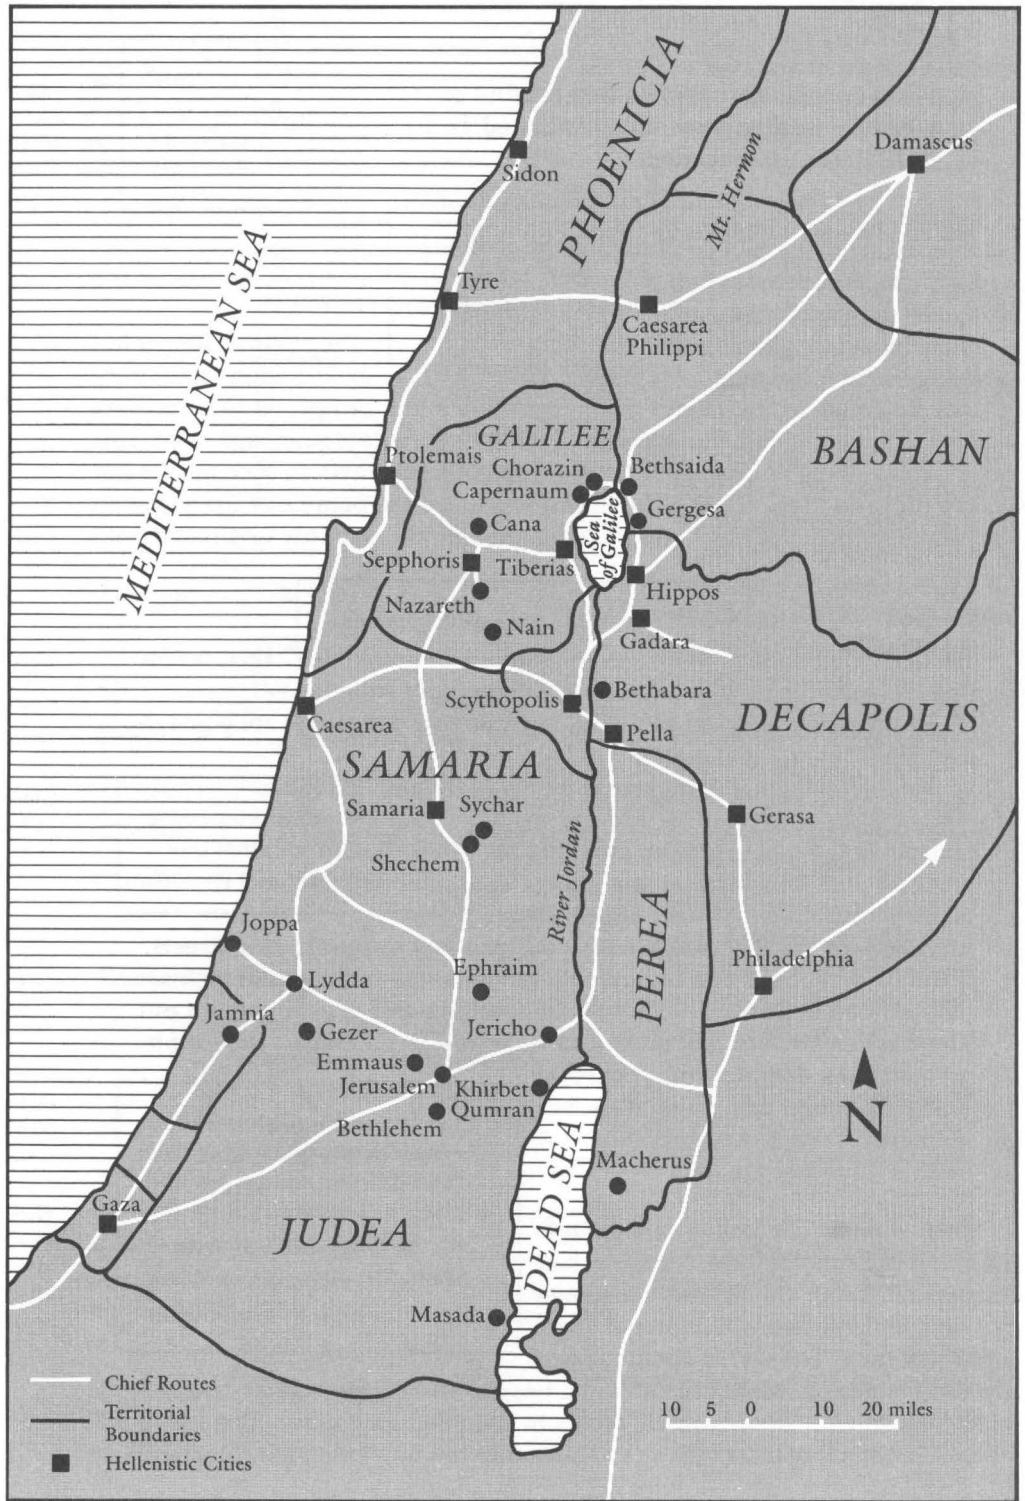 PHOENICIA
Damascus
Mt. Hermon
Sidon
MEDITERRANEAN SEA
Tyre
Caesarea
Philippi
GALILEE
BASHAN
Ptolemais
Chorazin
Bethsaida
Capernaum
Gergesa
Cana
Sea
of Galilee
Sepphoris
Tiberias
Hippos
Nazareth
Nain
Gadara
Bethabara
Scythopolis
DECAPOLIS
Caesarea
Pella
SAMARIA
Samaria
Sychar
Gerasa
Shechem
River Jordan
PEREA
Joppa
Philadelphia
Ephraim
Lydda
Jamnia
Gezer
Jericho
Emmaus
Jerusalem
Khirbet
Qumran
Bethlehem
N
DEAD SEA
Macherus
Gaza
JUDEA
Masada
Chief Routes
Territorial
Boundaries
Hellenistic Cities
10 5 0 10 20 miles